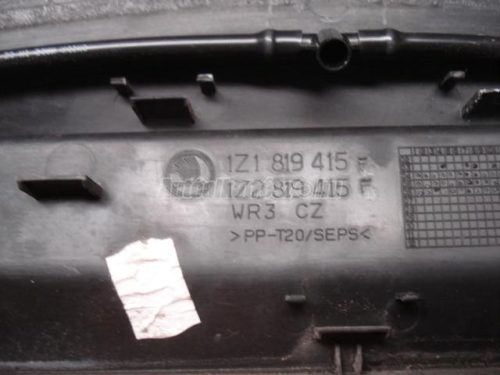 1Z1 819 415 F
1Z2 819 415 F
WR3 CZ
>PP-T20/SEPS<